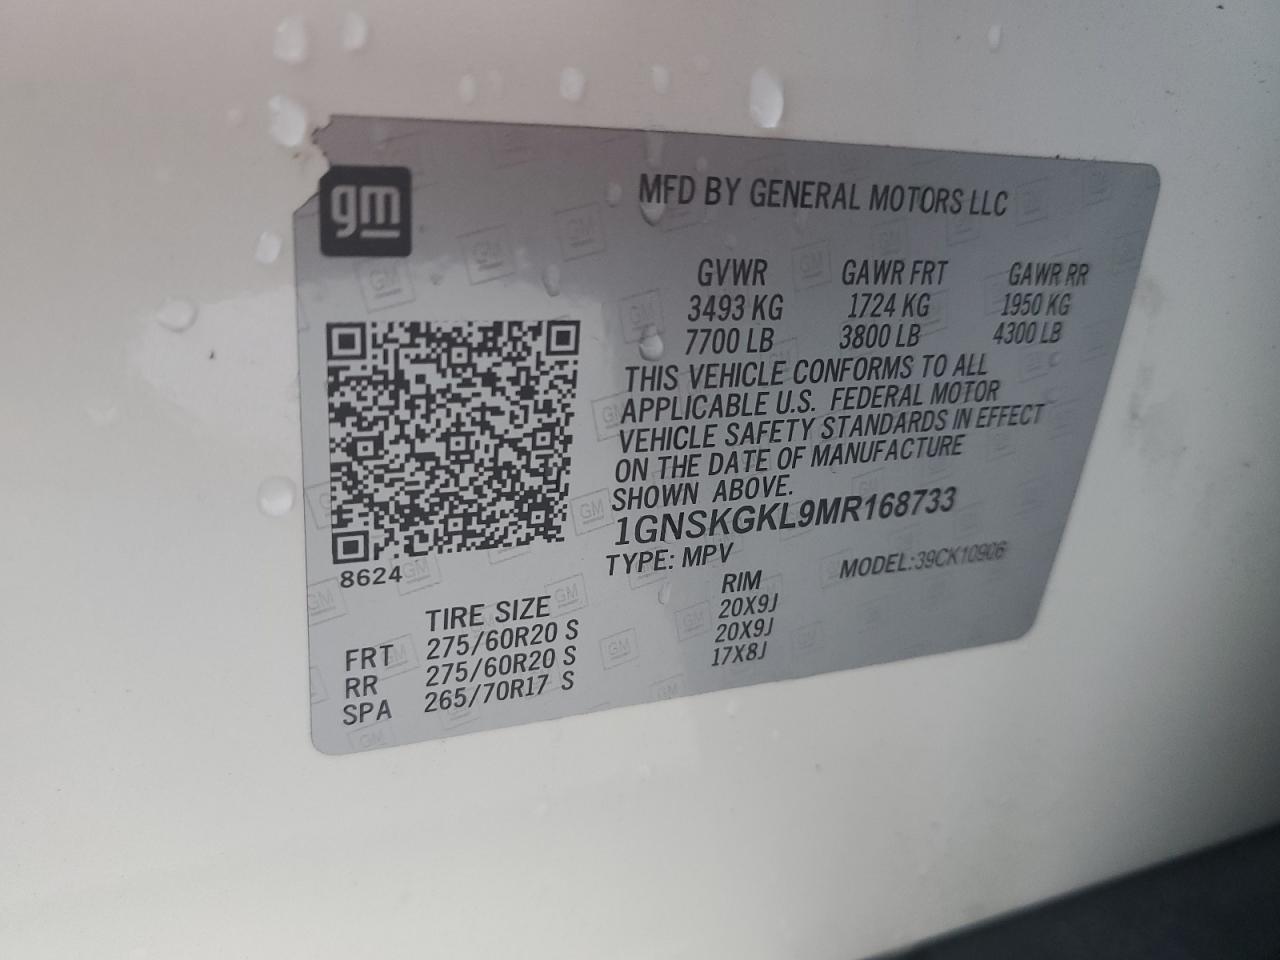 gm
MFD BY GENERAL MOTORS LLC
GVWR GAWR FRT GAWR RR
3493 KG 1724 KG 1950 KG
7700 LB 3800 LB 4300 LB
THIS VEHICLE CONFORMS TO ALL
APPLICABLE U.S. FEDERAL MOTOR
VEHICLE SAFETY STANDARDS IN EFFECT
ON THE DATE OF MANUFACTURE
SHOWN ABOVE.
1GNSKGKL9MR168733
TYPE: MPV MODEL:39CK10906
8624
TIRE SIZE RIM
FRT 275/60R20 S 20X9J
RR 275/60R20 S 20X9J
SPA 265/70R17 S 17X8J